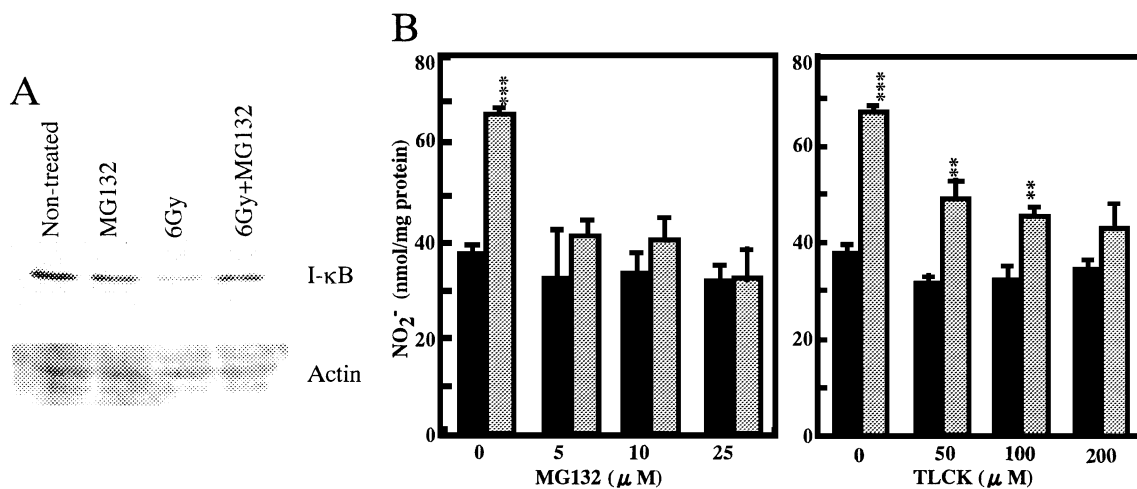 A
Non-treated
MG132
6Gy
6Gy+MG132
I-κB
Actin
B
NO2- (nmol/mg protein)
80
60
40
20
0
***
0 5 10 25
MG132 (μM)
80
60
40
20
0
***
**
**
0 50 100 200
TLCK (μM)